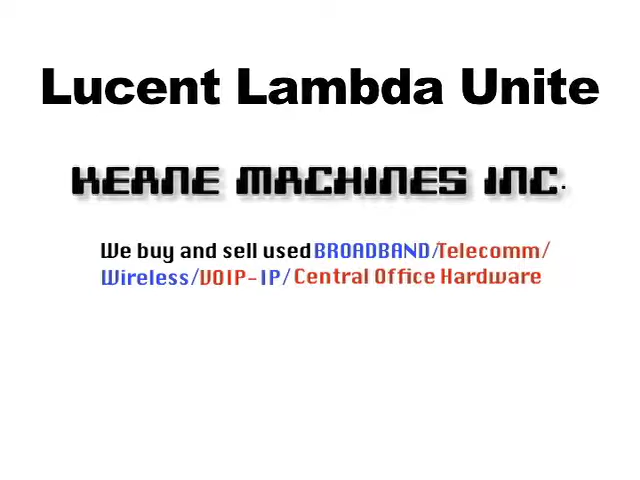 Lucent Lambda Unite
KEANE MACHINES INC.
We buy and sell used BROADBAND/Telecomm/
Wireless/VOIP-IP/Central Office Hardware